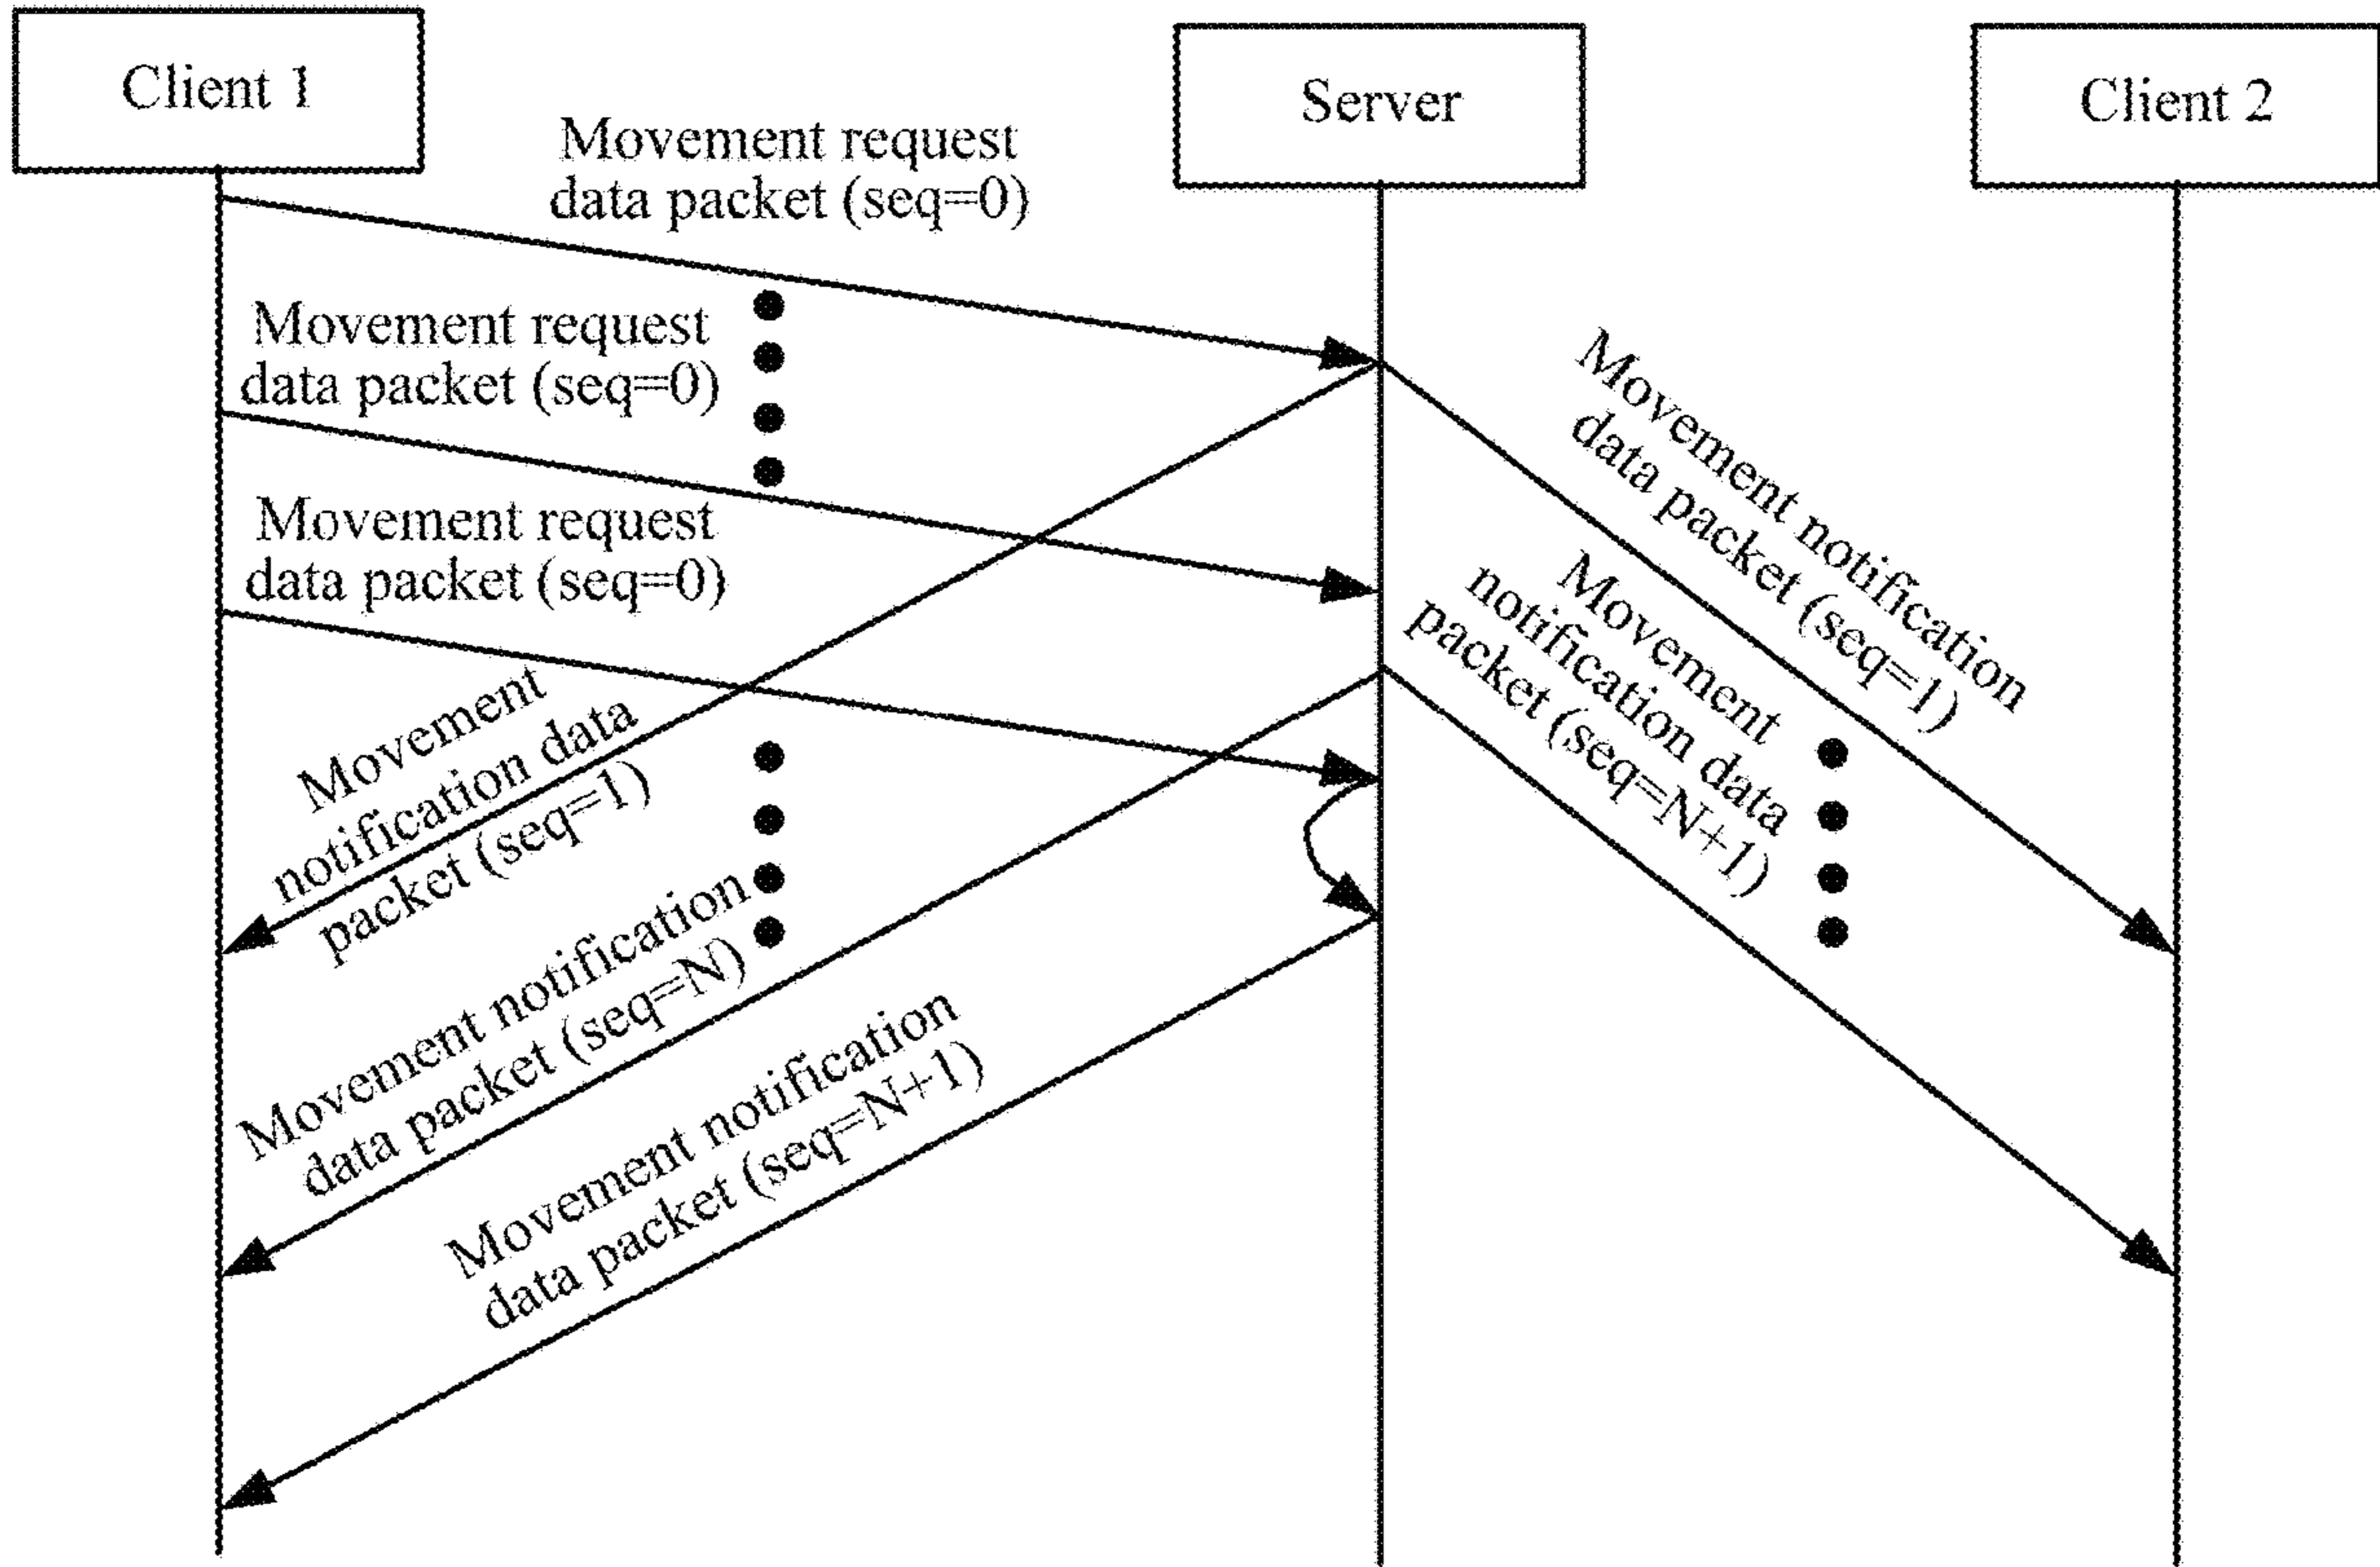 Client 1
Server
Client 2
Movement request
data packet (seq=0)
Movement request
data packet (seq=0)
Movement request
data packet (seq=0)
Movement notification
data packet (seq=1)
Movement
notification data
packet (seq=N+1)
Movement
notification data
packet (seq=1)
Movement notification
data packet (seq=N)
Movement notification
data packet (seq=N+1)